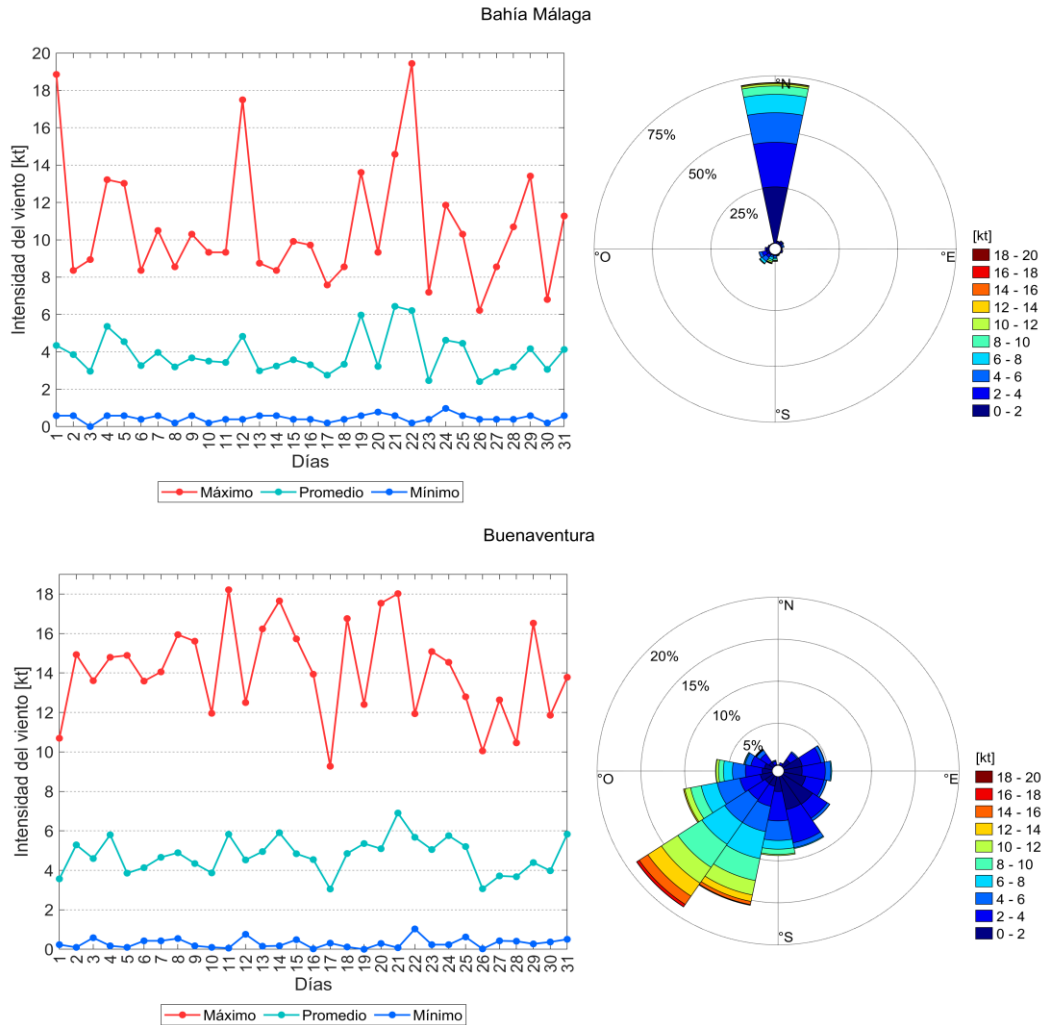 Bahía Málaga
Intensidad del viento [kt]
20
18
16
14
12
10
8
6
4
2
0
1 2 3 4 5 6 7 8 9 10 11 12 13 14 15 16 17 18 19 20 21 22 23 24 25 26 27 28 29 30 31
Días
Máximo Promedio Mínimo
°N
75%
50%
25%
°O
°E
°S
[kt]
18 - 20
16 - 18
14 - 16
12 - 14
10 - 12
8 - 10
6 - 8
4 - 6
2 - 4
0 - 2
Buenaventura
Intensidad del viento [kt]
18
16
14
12
10
8
6
4
2
0
1 2 3 4 5 6 7 8 9 10 11 12 13 14 15 16 17 18 19 20 21 22 23 24 25 26 27 28 29 30 31
Días
Máximo Promedio Mínimo
°N
20%
15%
10%
5%
°O
°E
°S
[kt]
18 - 20
16 - 18
14 - 16
12 - 14
10 - 12
8 - 10
6 - 8
4 - 6
2 - 4
0 - 2